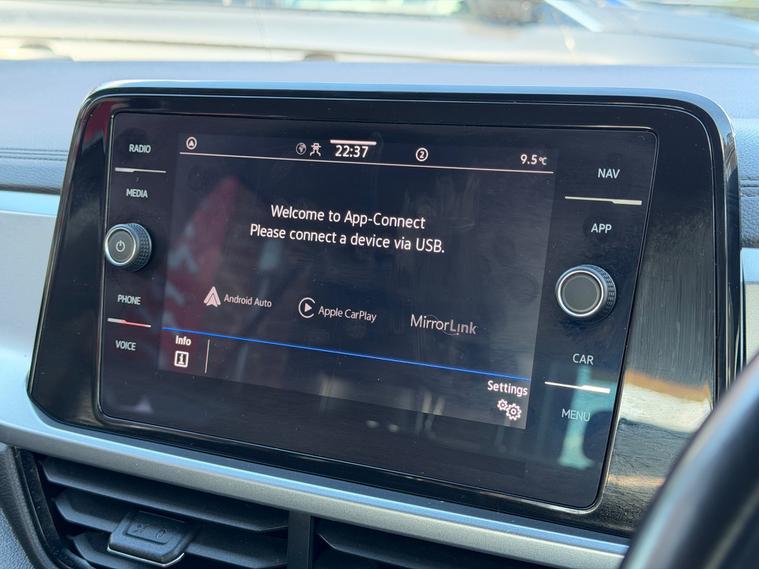 RADIO
MEDIA
PHONE
VOICE
22:37
2
9.5°C
Welcome to App-Connect
Please connect a device via USB.
Android Auto
Apple CarPlay
MirrorLink
Info
Settings
NAV
APP
CAR
MENU